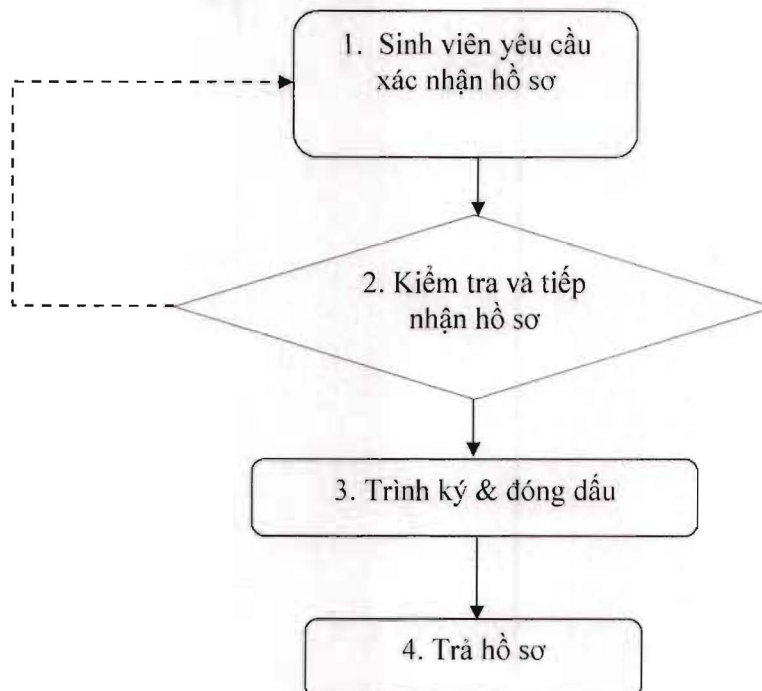 1. Sinh viên yêu cầu
xác nhận hồ sơ
2. Kiểm tra và tiếp
nhận hồ sơ
3. Trình ký & đóng dấu
4. Trả hồ sơ